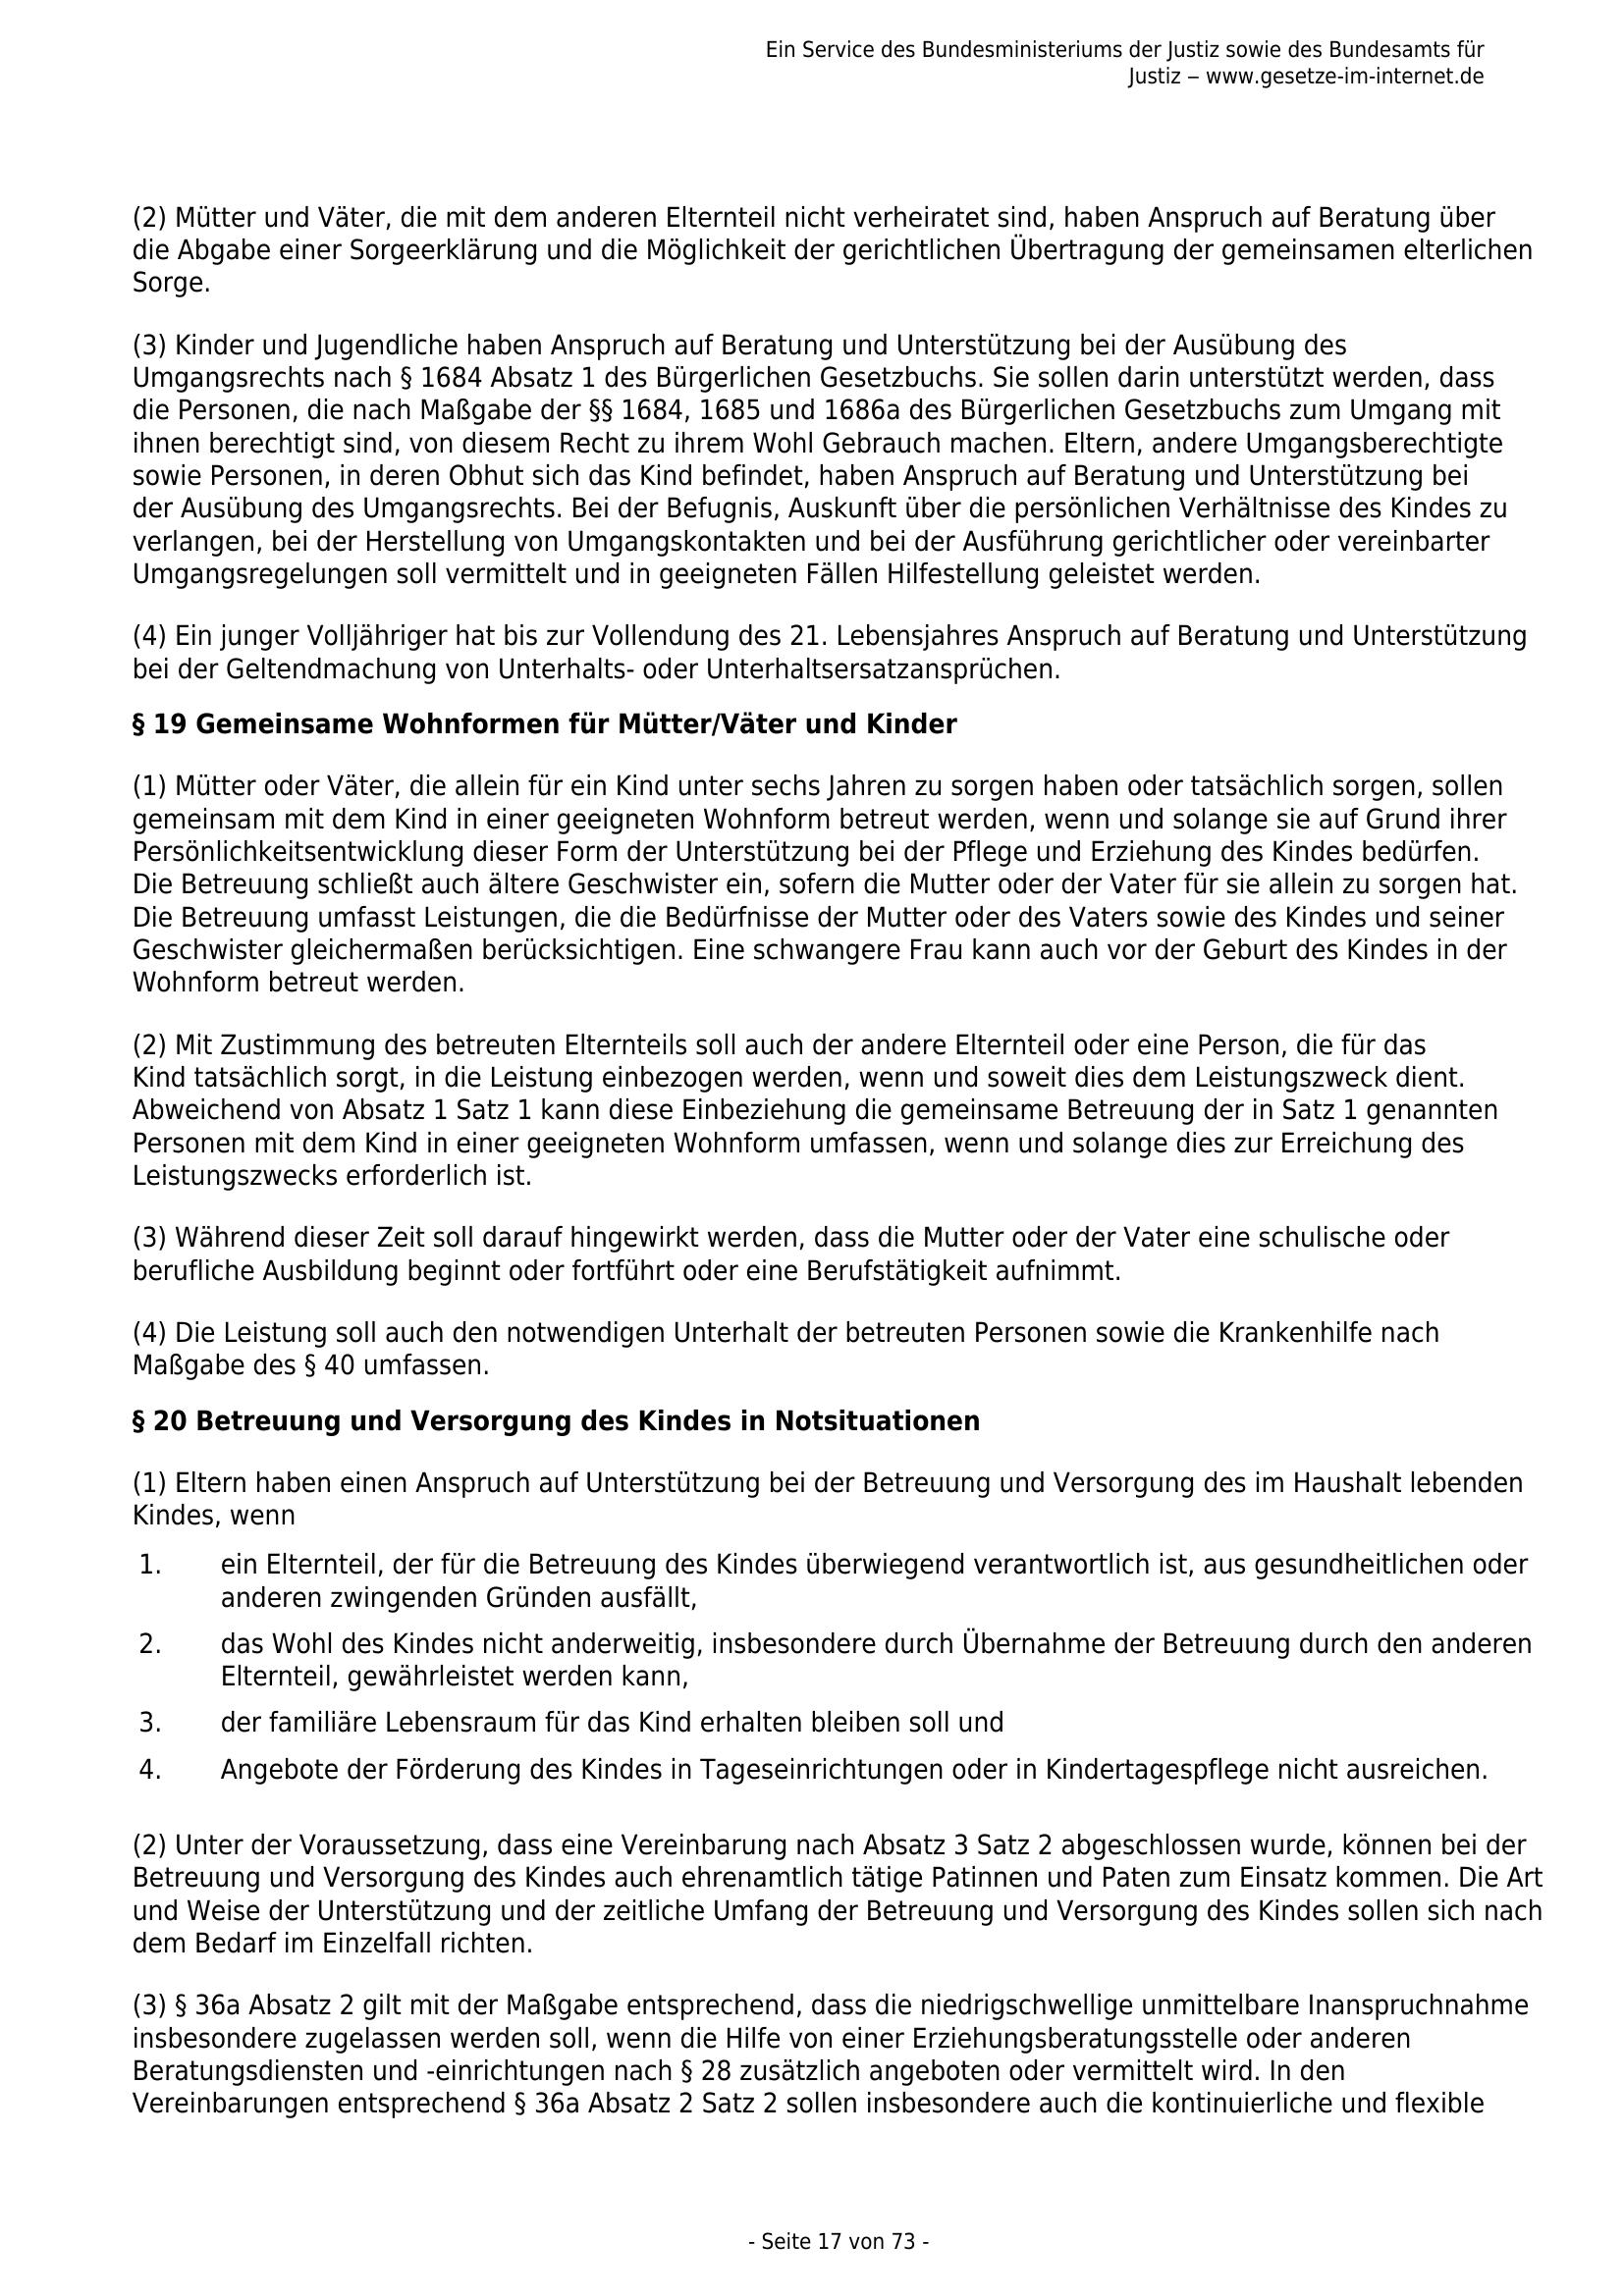 Ein Service des Bundesministeriums der Justiz sowie des Bundesamts für
Justiz ‒ www.gesetze-im-internet.de
(2) Mütter und Väter, die mit dem anderen Elternteil nicht verheiratet sind, haben Anspruch auf Beratung über
die Abgabe einer Sorgeerklärung und die Möglichkeit der gerichtlichen Übertragung der gemeinsamen elterlichen
Sorge.
(3) Kinder und Jugendliche haben Anspruch auf Beratung und Unterstützung bei der Ausübung des
Umgangsrechts nach § 1684 Absatz 1 des Bürgerlichen Gesetzbuchs. Sie sollen darin unterstützt werden, dass
die Personen, die nach Maßgabe der §§ 1684, 1685 und 1686a des Bürgerlichen Gesetzbuchs zum Umgang mit
ihnen berechtigt sind, von diesem Recht zu ihrem Wohl Gebrauch machen. Eltern, andere Umgangsberechtigte
sowie Personen, in deren Obhut sich das Kind befindet, haben Anspruch auf Beratung und Unterstützung bei
der Ausübung des Umgangsrechts. Bei der Befugnis, Auskunft über die persönlichen Verhältnisse des Kindes zu
verlangen, bei der Herstellung von Umgangskontakten und bei der Ausführung gerichtlicher oder vereinbarter
Umgangsregelungen soll vermittelt und in geeigneten Fällen Hilfestellung geleistet werden.
(4) Ein junger Volljähriger hat bis zur Vollendung des 21. Lebensjahres Anspruch auf Beratung und Unterstützung
bei der Geltendmachung von Unterhalts- oder Unterhaltsersatzansprüchen.
§ 19 Gemeinsame Wohnformen für Mütter/Väter und Kinder
(1) Mütter oder Väter, die allein für ein Kind unter sechs Jahren zu sorgen haben oder tatsächlich sorgen, sollen
gemeinsam mit dem Kind in einer geeigneten Wohnform betreut werden, wenn und solange sie auf Grund ihrer
Persönlichkeitsentwicklung dieser Form der Unterstützung bei der Pflege und Erziehung des Kindes bedürfen.
Die Betreuung schließt auch ältere Geschwister ein, sofern die Mutter oder der Vater für sie allein zu sorgen hat.
Die Betreuung umfasst Leistungen, die die Bedürfnisse der Mutter oder des Vaters sowie des Kindes und seiner
Geschwister gleichermaßen berücksichtigen. Eine schwangere Frau kann auch vor der Geburt des Kindes in der
Wohnform betreut werden.
(2) Mit Zustimmung des betreuten Elternteils soll auch der andere Elternteil oder eine Person, die für das
Kind tatsächlich sorgt, in die Leistung einbezogen werden, wenn und soweit dies dem Leistungszweck dient.
Abweichend von Absatz 1 Satz 1 kann diese Einbeziehung die gemeinsame Betreuung der in Satz 1 genannten
Personen mit dem Kind in einer geeigneten Wohnform umfassen, wenn und solange dies zur Erreichung des
Leistungszwecks erforderlich ist.
(3) Während dieser Zeit soll darauf hingewirkt werden, dass die Mutter oder der Vater eine schulische oder
berufliche Ausbildung beginnt oder fortführt oder eine Berufstätigkeit aufnimmt.
(4) Die Leistung soll auch den notwendigen Unterhalt der betreuten Personen sowie die Krankenhilfe nach
Maßgabe des § 40 umfassen.
§ 20 Betreuung und Versorgung des Kindes in Notsituationen
(1) Eltern haben einen Anspruch auf Unterstützung bei der Betreuung und Versorgung des im Haushalt lebenden
Kindes, wenn
1. ein Elternteil, der für die Betreuung des Kindes überwiegend verantwortlich ist, aus gesundheitlichen oder
anderen zwingenden Gründen ausfällt,
2. das Wohl des Kindes nicht anderweitig, insbesondere durch Übernahme der Betreuung durch den anderen
Elternteil, gewährleistet werden kann,
3. der familiäre Lebensraum für das Kind erhalten bleiben soll und
4. Angebote der Förderung des Kindes in Tageseinrichtungen oder in Kindertagespflege nicht ausreichen.
(2) Unter der Voraussetzung, dass eine Vereinbarung nach Absatz 3 Satz 2 abgeschlossen wurde, können bei der
Betreuung und Versorgung des Kindes auch ehrenamtlich tätige Patinnen und Paten zum Einsatz kommen. Die Art
und Weise der Unterstützung und der zeitliche Umfang der Betreuung und Versorgung des Kindes sollen sich nach
dem Bedarf im Einzelfall richten.
(3) § 36a Absatz 2 gilt mit der Maßgabe entsprechend, dass die niedrigschwellige unmittelbare Inanspruchnahme
insbesondere zugelassen werden soll, wenn die Hilfe von einer Erziehungsberatungsstelle oder anderen
Beratungsdiensten und -einrichtungen nach § 28 zusätzlich angeboten oder vermittelt wird. In den
Vereinbarungen entsprechend § 36a Absatz 2 Satz 2 sollen insbesondere auch die kontinuierliche und flexible
- Seite 17 von 73 -